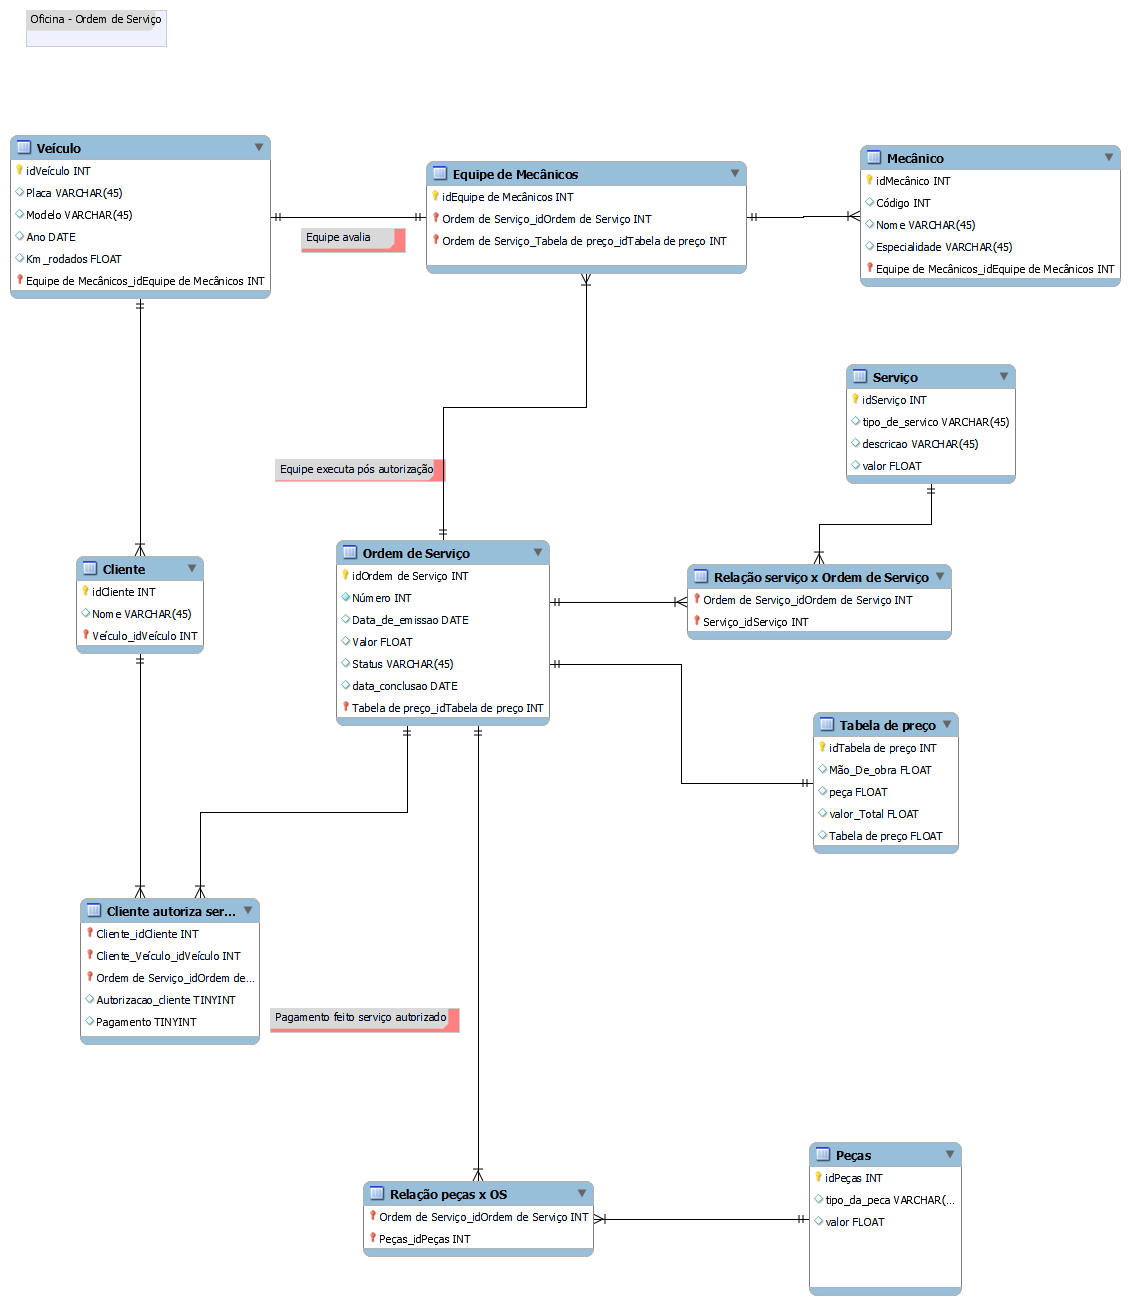 Oficina - Ordem de Serviço
Veículo
idVeículo INT
Placa VARCHAR(45)
Modelo VARCHAR(45)
Ano DATE
Km_rodados FLOAT
Equipe de Mecânicos_idEquipe de Mecânicos INT
Equipe avalia
Equipe de Mecânicos
idEquipe de Mecânicos INT
Ordem de Serviço_idOrdem de Serviço INT
Ordem de Serviço_Tabela de preço_idTabela de preço INT
Mecânico
idMecânico INT
Código INT
Nome VARCHAR(45)
Especialidade VARCHAR(45)
Equipe de Mecânicos_idEquipe de Mecânicos INT
Serviço
idServiço INT
tipo_de_servico VARCHAR(45)
descricao VARCHAR(45)
valor FLOAT
Equipe executa pós autorização
Cliente
idCliente INT
Nome VARCHAR(45)
Veículo_idVeículo INT
Ordem de Serviço
idOrdem de Serviço INT
Número INT
Data_de_emissao DATE
Valor FLOAT
Status VARCHAR(45)
data_conclusao DATE
Tabela de preço_idTabela de preço INT
Relação serviço x Ordem de Serviço
Ordem de Serviço_idOrdem de Serviço INT
Serviço_idServiço INT
Tabela de preço
idTabela de preço INT
Mão_De_obra FLOAT
peça FLOAT
valor_Total FLOAT
Tabela de preço FLOAT
Cliente autoriza ser...
Cliente_idCliente INT
Cliente_Veículo_idVeículo INT
Ordem de Serviço_idOrdem de...
Autorizacao_cliente TINYINT
Pagamento TINYINT
Pagamento feito serviço autorizado
Relação peças x OS
Ordem de Serviço_idOrdem de Serviço INT
Peças_idPeças INT
Peças
idPeças INT
tipo_da_peca VARCHAR(...
valor FLOAT